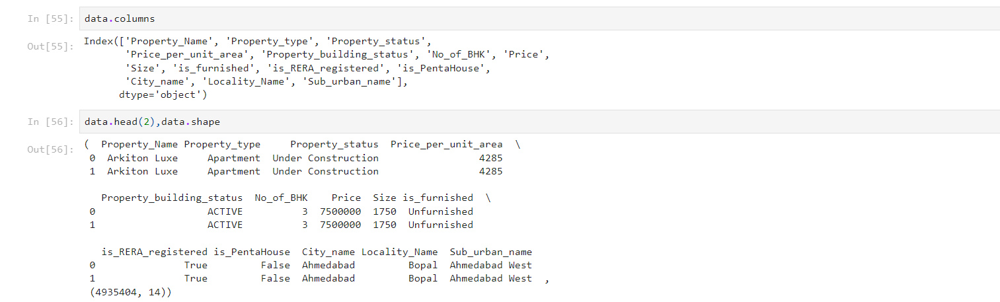 In [55]: data.columns
Out[55]: Index(['Property_Name', 'Property_type', 'Property_status',
'Price_per_unit_area', 'Property_building_status', 'No_of_BHK', 'Price',
'Size', 'is_furnished', 'is_RERA_registered', 'is_PentaHouse',
'City_name', 'Locality_Name', 'Sub_urban_name'],
dtype='object')
In [56]: data.head(2),data.shape
Out[56]: (  Property_Name Property_type     Property_status  Price_per_unit_area  \
0  Arkiton Luxe     Apartment  Under Construction                 4285
1  Arkiton Luxe     Apartment  Under Construction                 4285
Property_building_status  No_of_BHK    Price  Size is_furnished  \
0                   ACTIVE          3  7500000  1750  Unfurnished
1                   ACTIVE          3  7500000  1750  Unfurnished
is_RERA_registered is_PentaHouse  City_name Locality_Name  Sub_urban_name
0               True         False  Ahmedabad         Bopal  Ahmedabad West
1               True         False  Ahmedabad         Bopal  Ahmedabad West  ,
(4935404, 14))